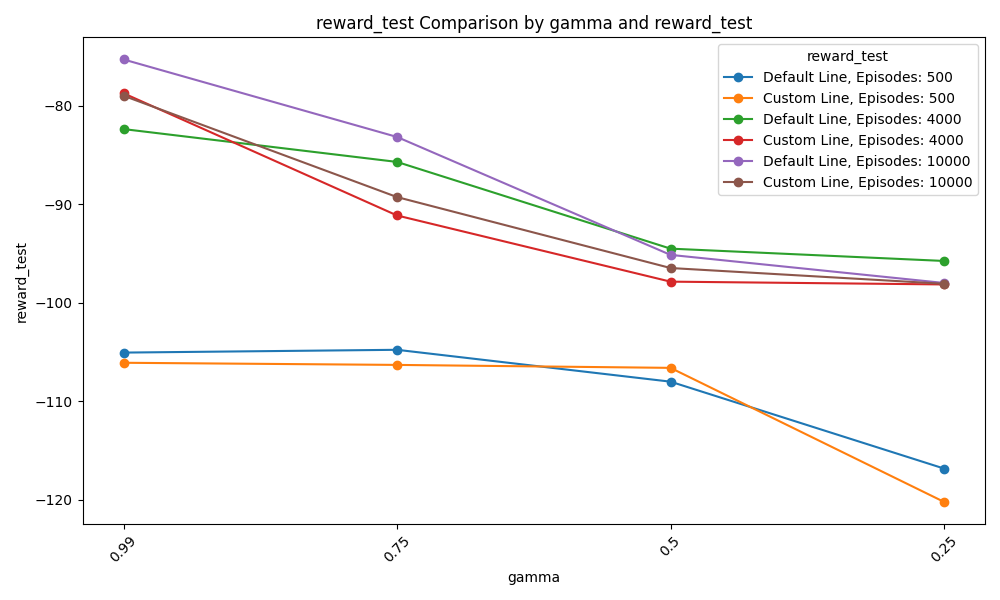 reward_test Comparison by gamma and reward_test
reward_test
Default Line, Episodes: 500
Custom Line, Episodes: 500
Default Line, Episodes: 4000
Custom Line, Episodes: 4000
Default Line, Episodes: 10000
Custom Line, Episodes: 10000
reward_test
−80
−90
−100
−110
−120
0.99
0.75
0.5
0.25
gamma